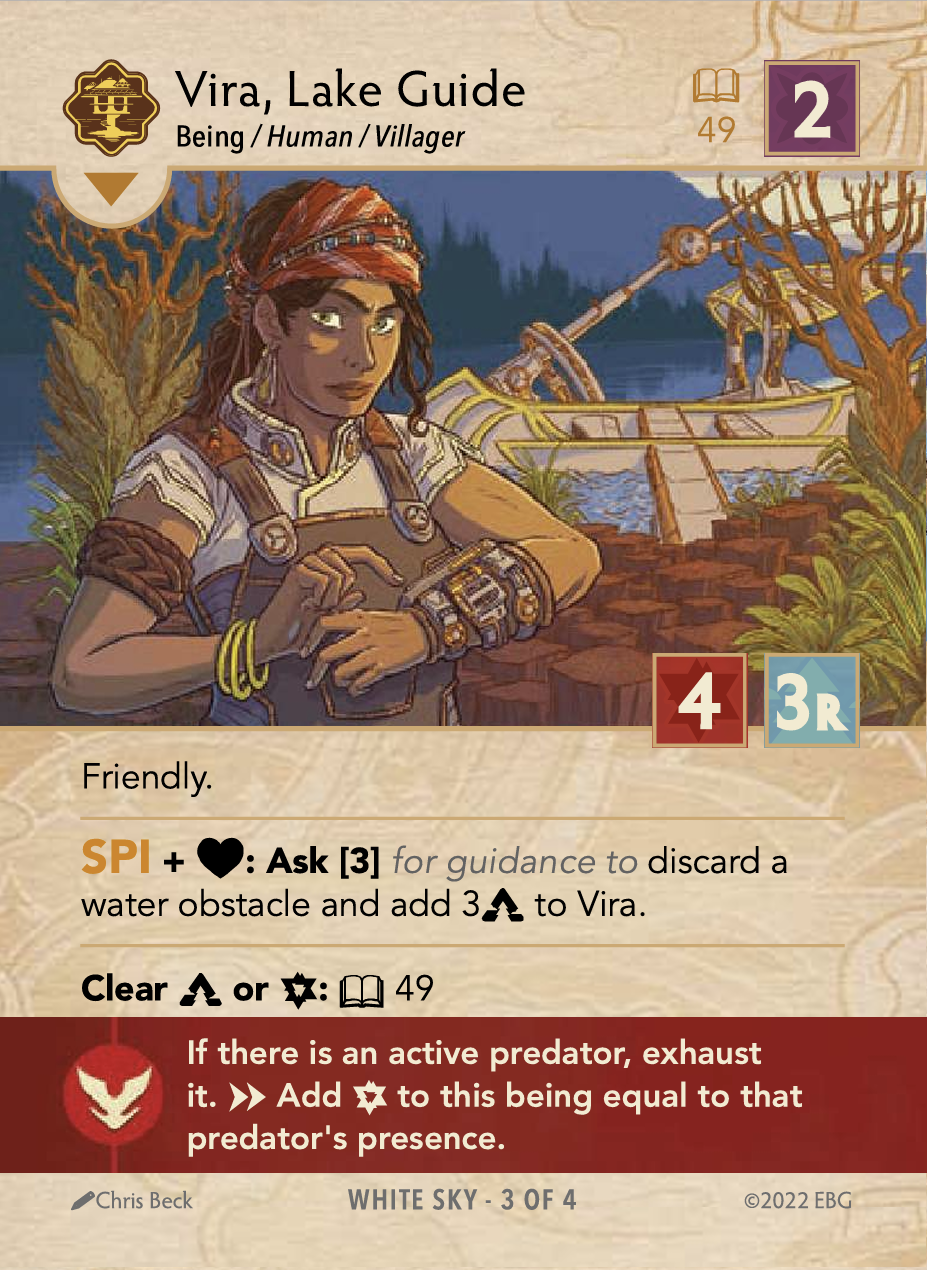 Vira, Lake Guide
Being / Human / Villager
49
2
4
3R
Friendly.
SPI + : Ask [3] for guidance to discard a
water obstacle and add 3 to Vira.
Clear or : 49
If there is an active predator, exhaust
it. Add to this being equal to that
predator's presence.
Chris Beck
WHITE SKY - 3 OF 4
©2022 EBG